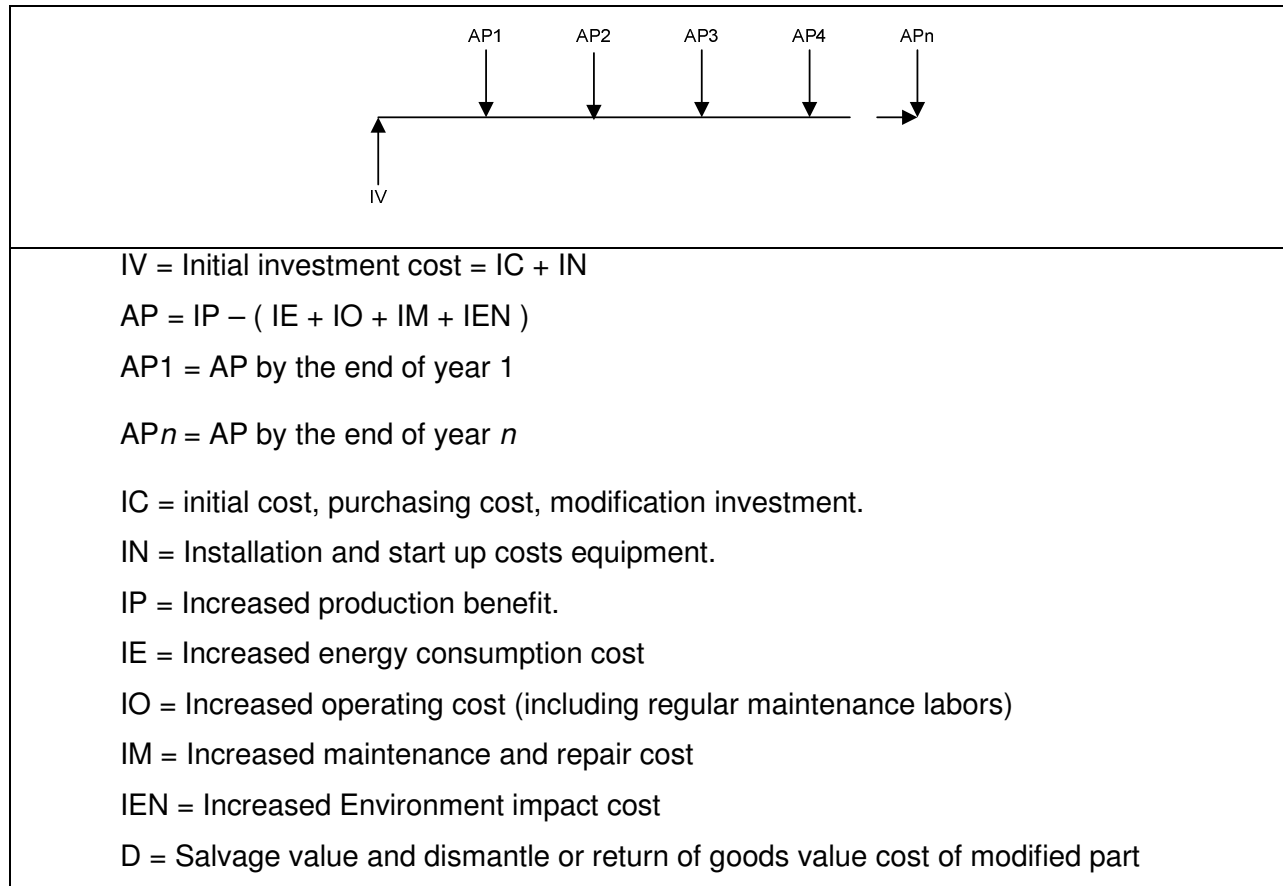 AP1 AP2 AP3 AP4 APn
IV
IV = Initial investment cost = IC + IN
AP = IP – ( IE + IO + IM + IEN )
AP1 = AP by the end of year 1
APn = AP by the end of year n
IC = initial cost, purchasing cost, modification investment.
IN = Installation and start up costs equipment.
IP = Increased production benefit.
IE = Increased energy consumption cost
IO = Increased operating cost (including regular maintenance labors)
IM = Increased maintenance and repair cost
IEN = Increased Environment impact cost
D = Salvage value and dismantle or return of goods value cost of modified part